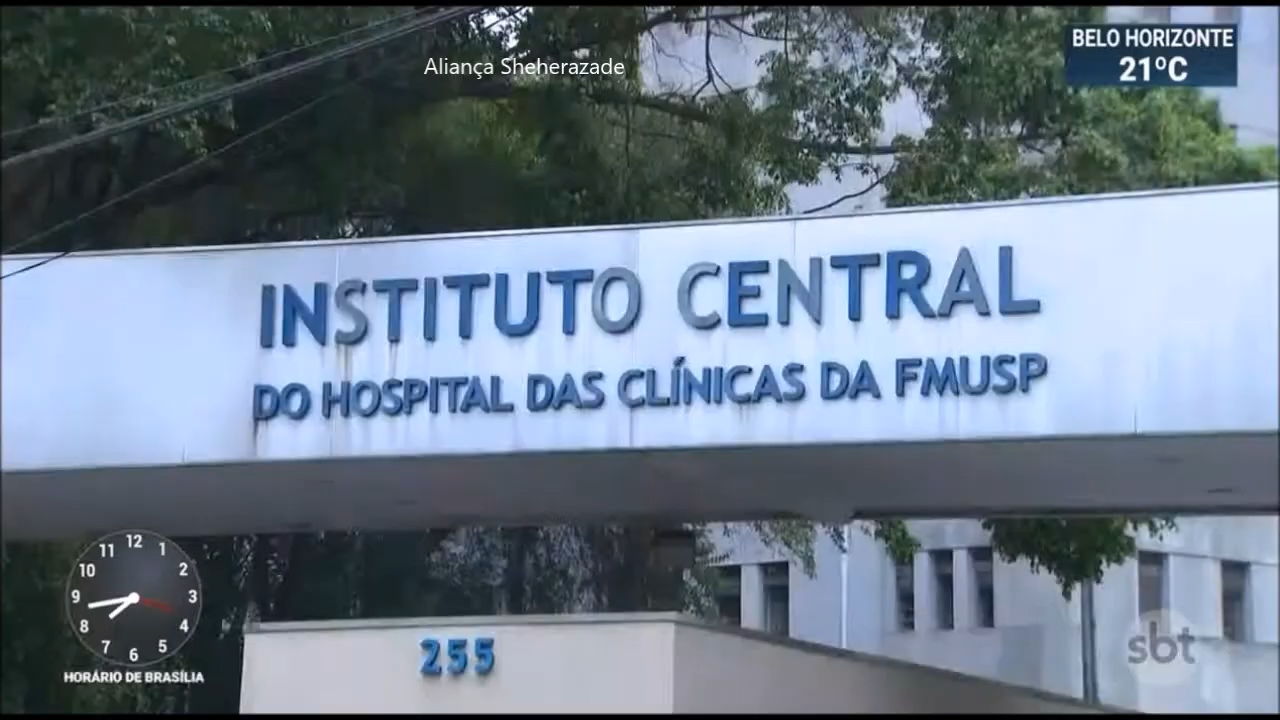 Aliança Sheherazade
BELO HORIZONTE
21ºC
INSTITUTO CENTRAL
DO HOSPITAL DAS CLÍNICAS DA FMUSP
12
11
1
10
2
9
3
8
4
7
5
6
HORÁRIO DE BRASÍLIA
255
sbt